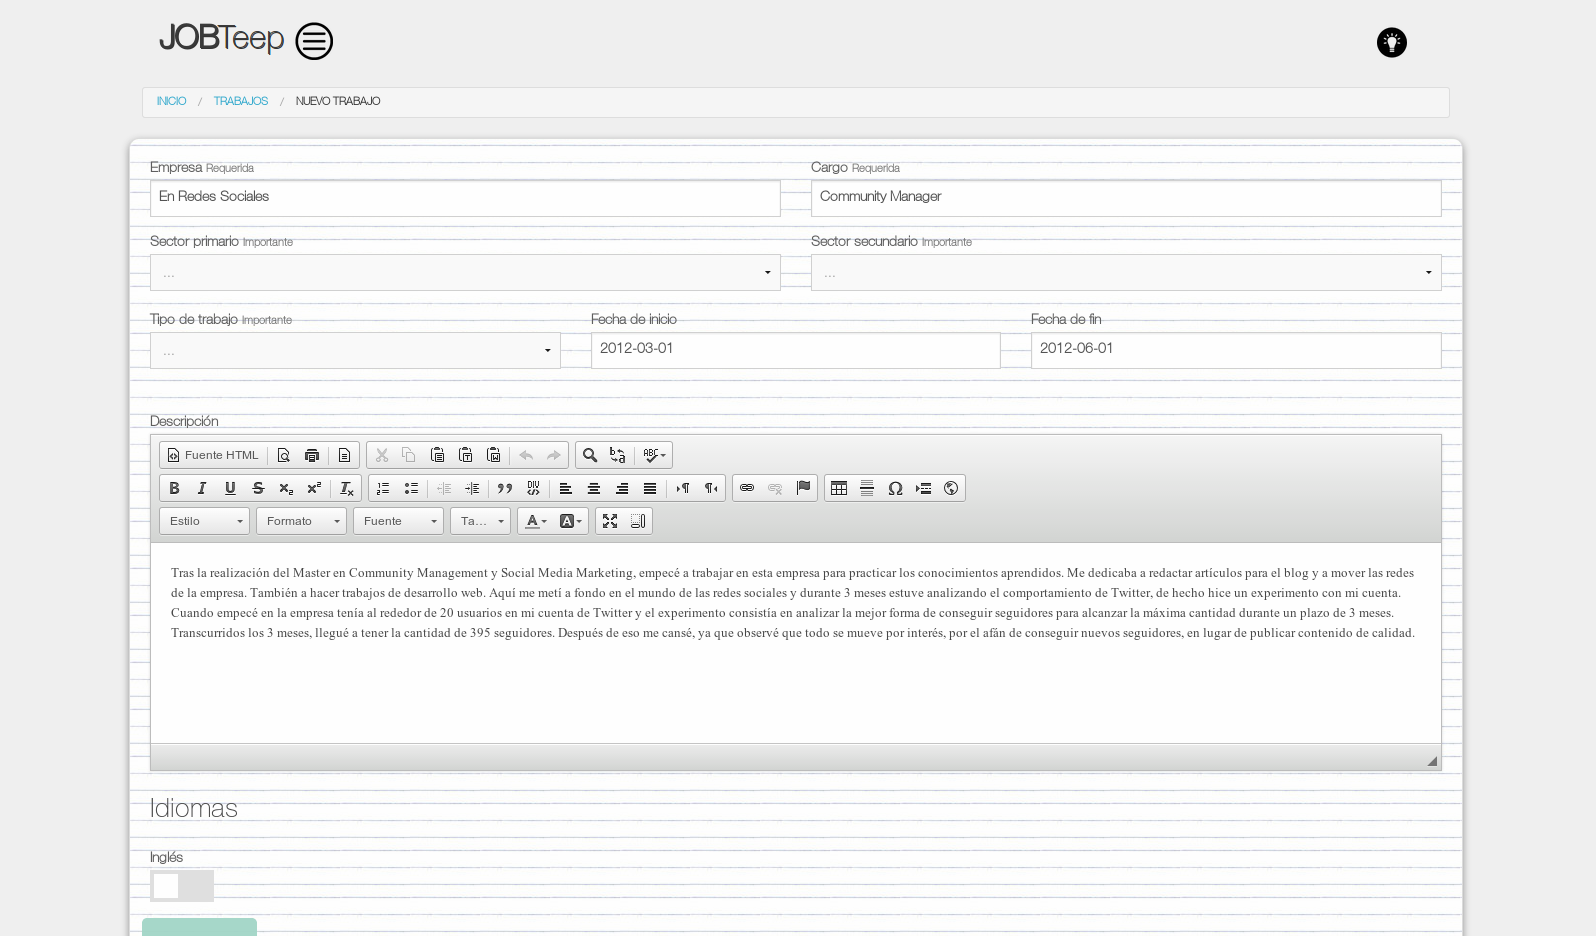 JOBTeep
INICIO / TRABAJOS / NUEVO TRABAJO
Empresa Requerida
Cargo Requerida
En Redes Sociales
Community Manager
Sector primario Importante
Sector secundario Importante
...
...
Tipo de trabajo Importante
Fecha de inicio
Fecha de fin
...
2012-03-01
2012-06-01
Descripción
Fuente HTML
Estilo
Formato
Fuente
Ta...
Tras la realización del Master en Community Management y Social Media Marketing, empecé a trabajar en esta empresa para practicar los conocimientos aprendidos. Me dedicaba a redactar artículos para el blog y a mover las redes
de la empresa. También a hacer trabajos de desarrollo web. Aquí me metí a fondo en el mundo de las redes sociales y durante 3 meses estuve analizando el comportamiento de Twitter, de hecho hice un experimento con mi cuenta.
Cuando empecé en la empresa tenía al rededor de 20 usuarios en mi cuenta de Twitter y el experimento consistía en analizar la mejor forma de conseguir seguidores para alcanzar la máxima cantidad durante un plazo de 3 meses.
Transcurridos los 3 meses, llegué a tener la cantidad de 395 seguidores. Después de eso me cansé, ya que observé que todo se mueve por interés, por el afán de conseguir nuevos seguidores, en lugar de publicar contenido de calidad.
Idiomas
Inglés